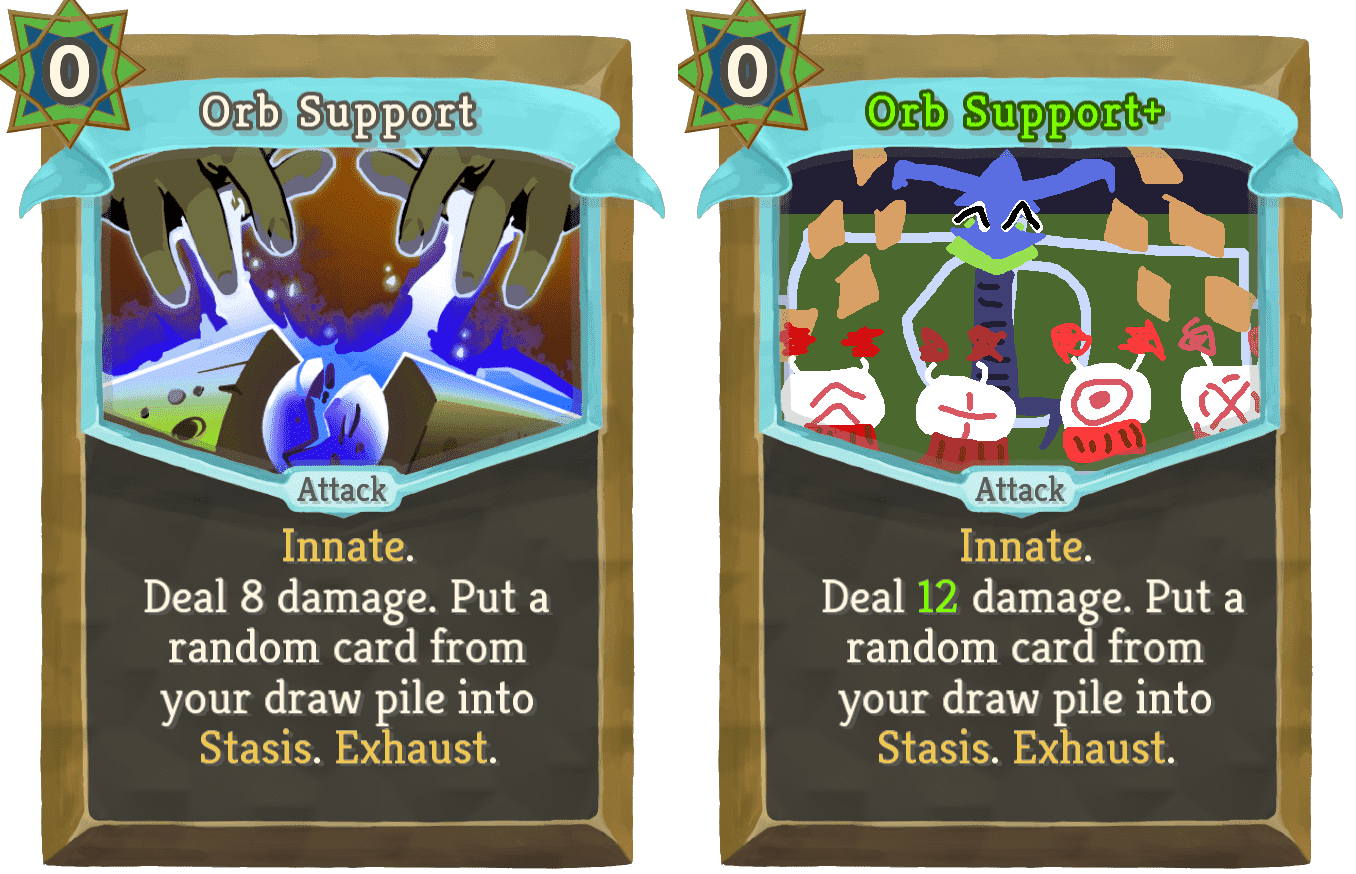 0
Orb Support
Attack
Innate.
Deal 8 damage. Put a
random card from
your draw pile into
Stasis. Exhaust.
0
Orb Support+
Attack
Innate.
Deal 12 damage. Put a
random card from
your draw pile into
Stasis. Exhaust.